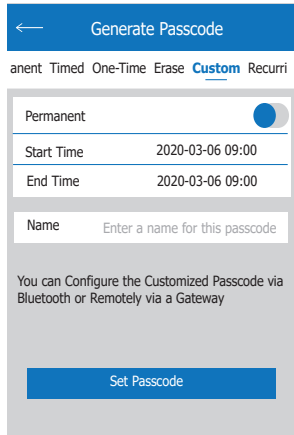 Generate Passcode
anent Timed One-Time Erase Custom Recurri
Permanent
Start Time 2020-03-06 09:00
End Time 2020-03-06 09:00
Name Enter a name for this passcode
You can Configure the Customized Passcode via
Bluetooth or Remotely via a Gateway
Set Passcode